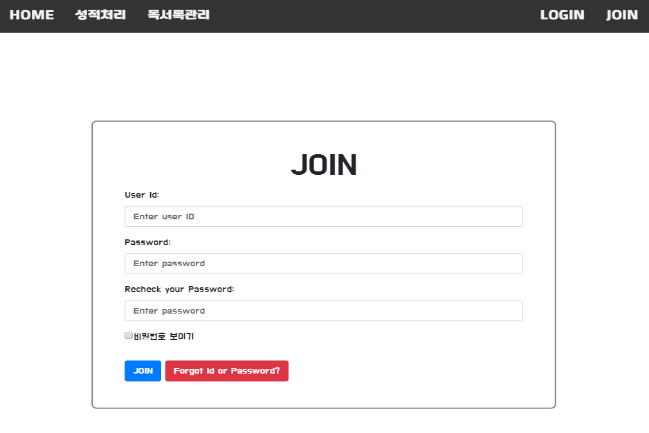 HOME 성적처리 독서록관리 LOGIN JOIN
JOIN
User Id:
Enter user ID
Password:
Enter password
Recheck your Password:
Enter password
비밀번호 보이기
JOIN Forgot Id or Password?